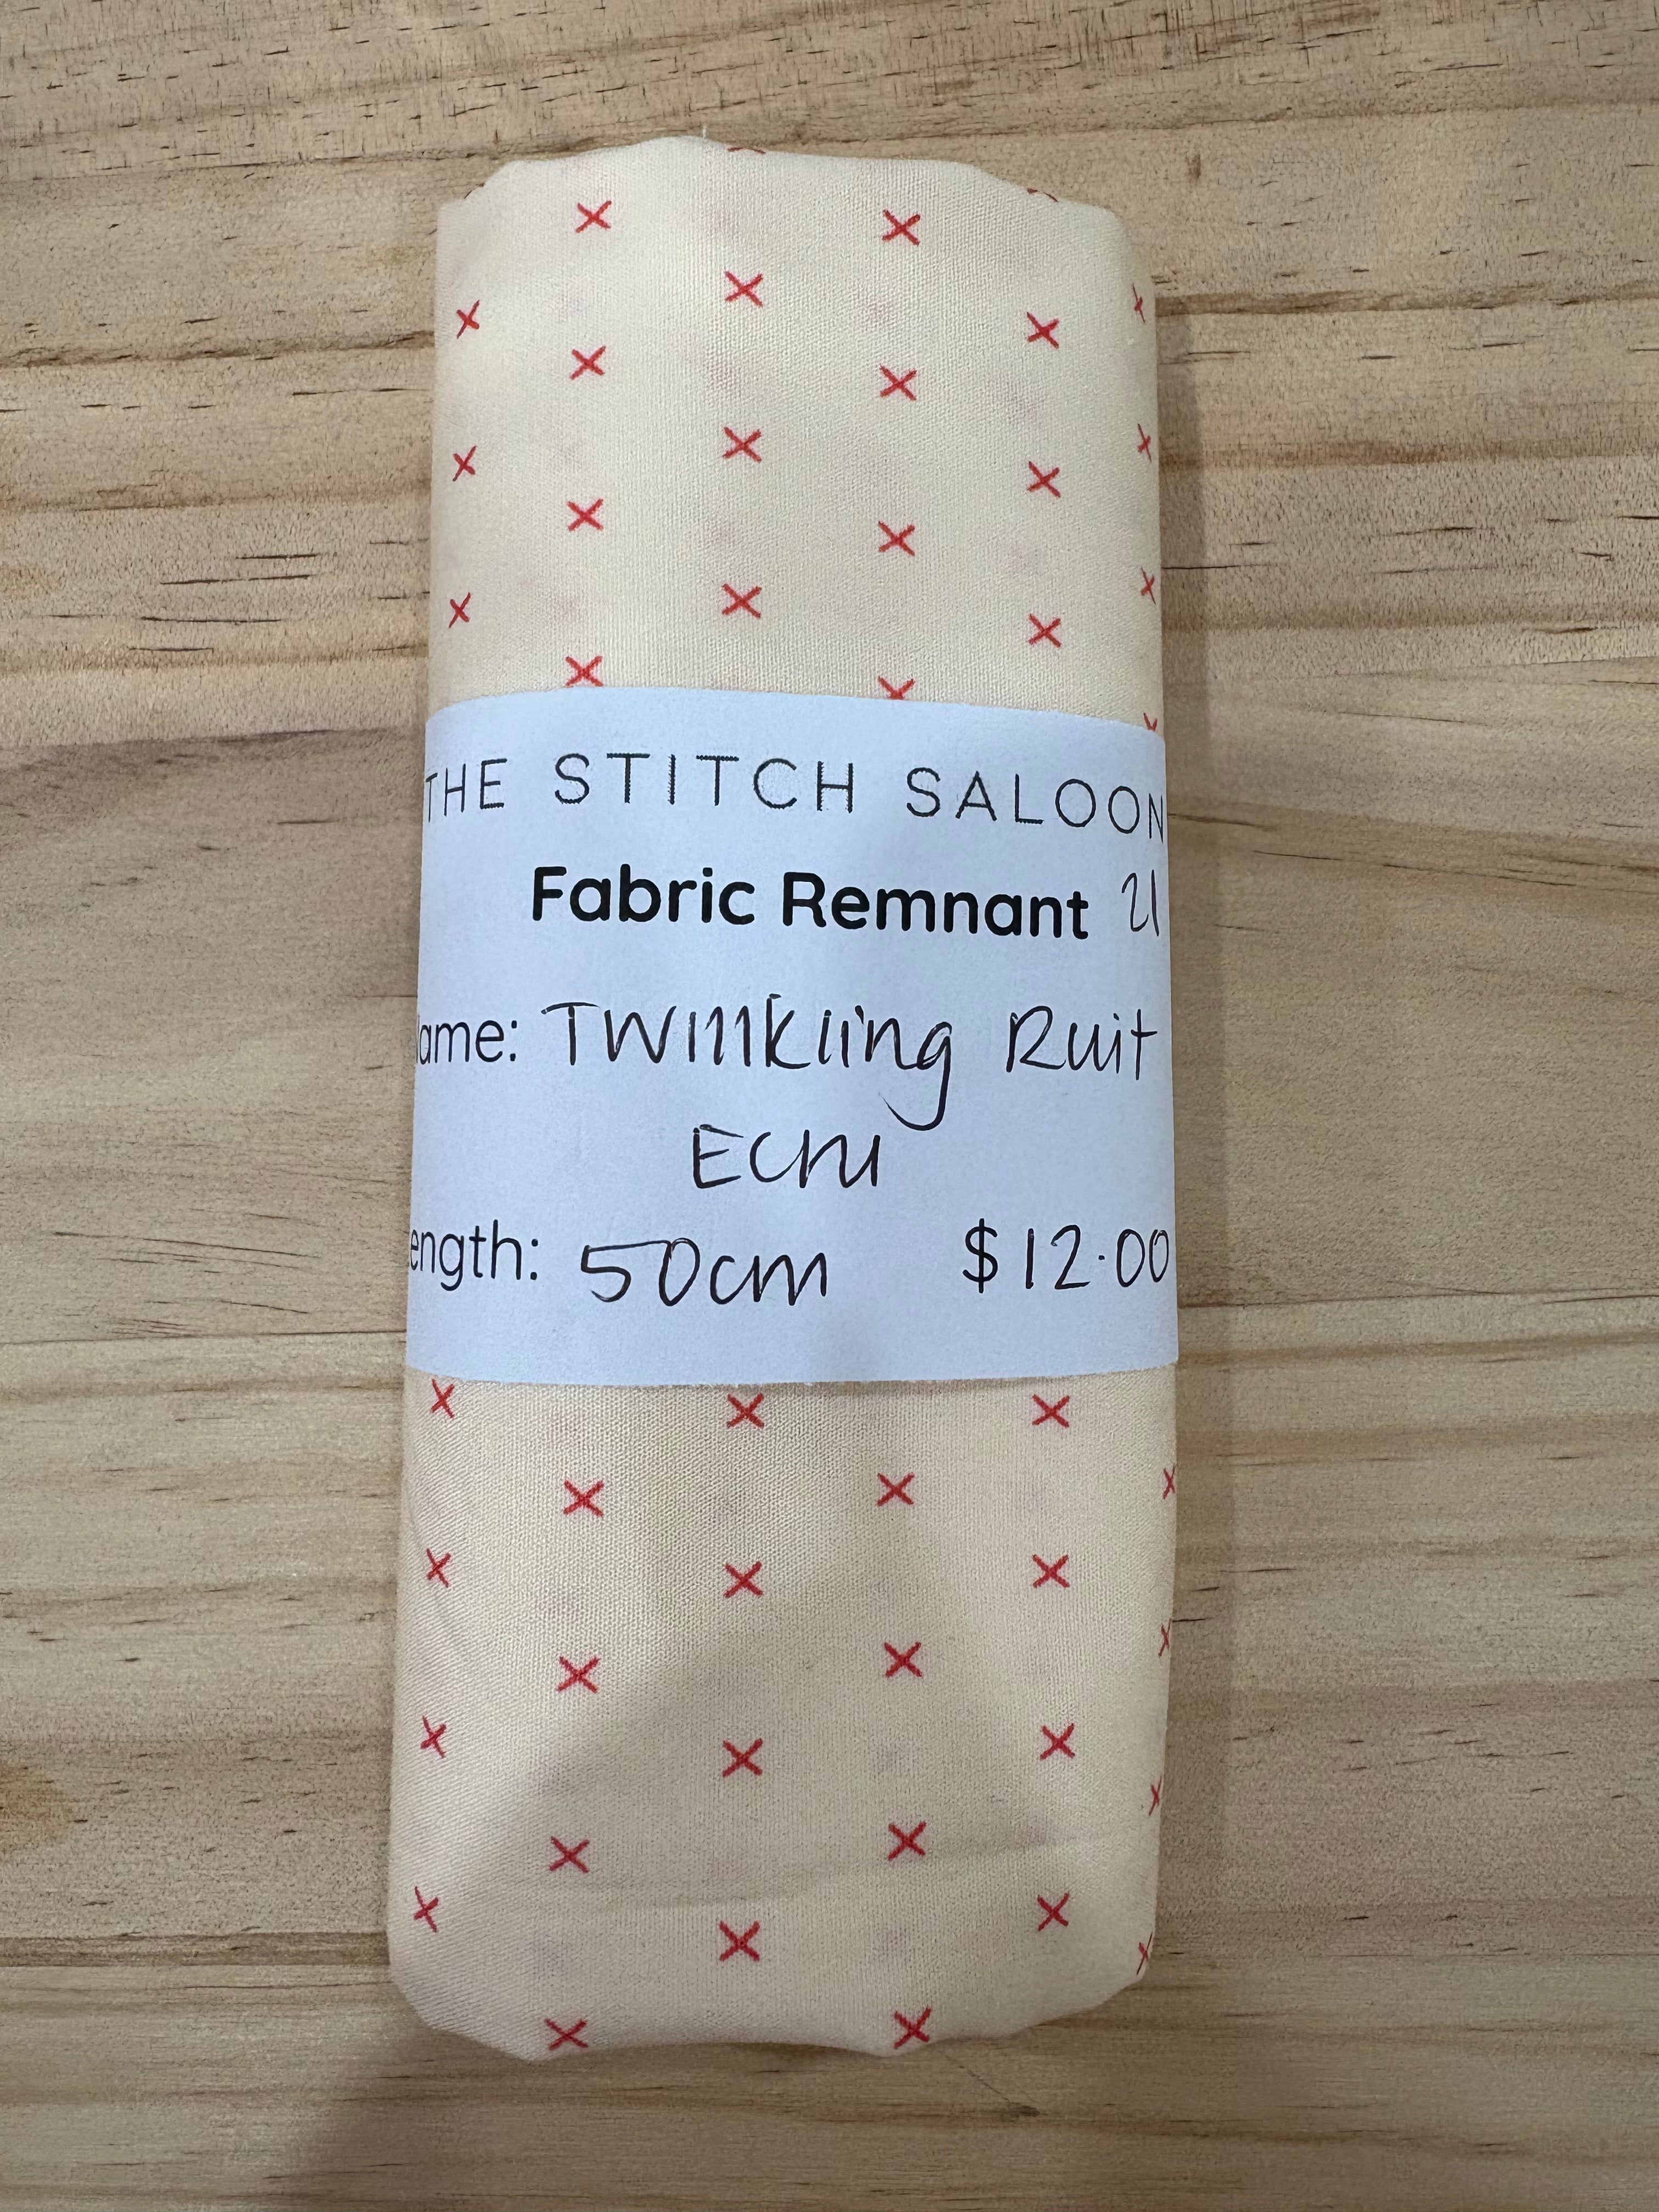 THE STITCH SALOON
Fabric Remnant 21
ame: Twinkling Ruit
Ecru
ength: 50cm $12.00